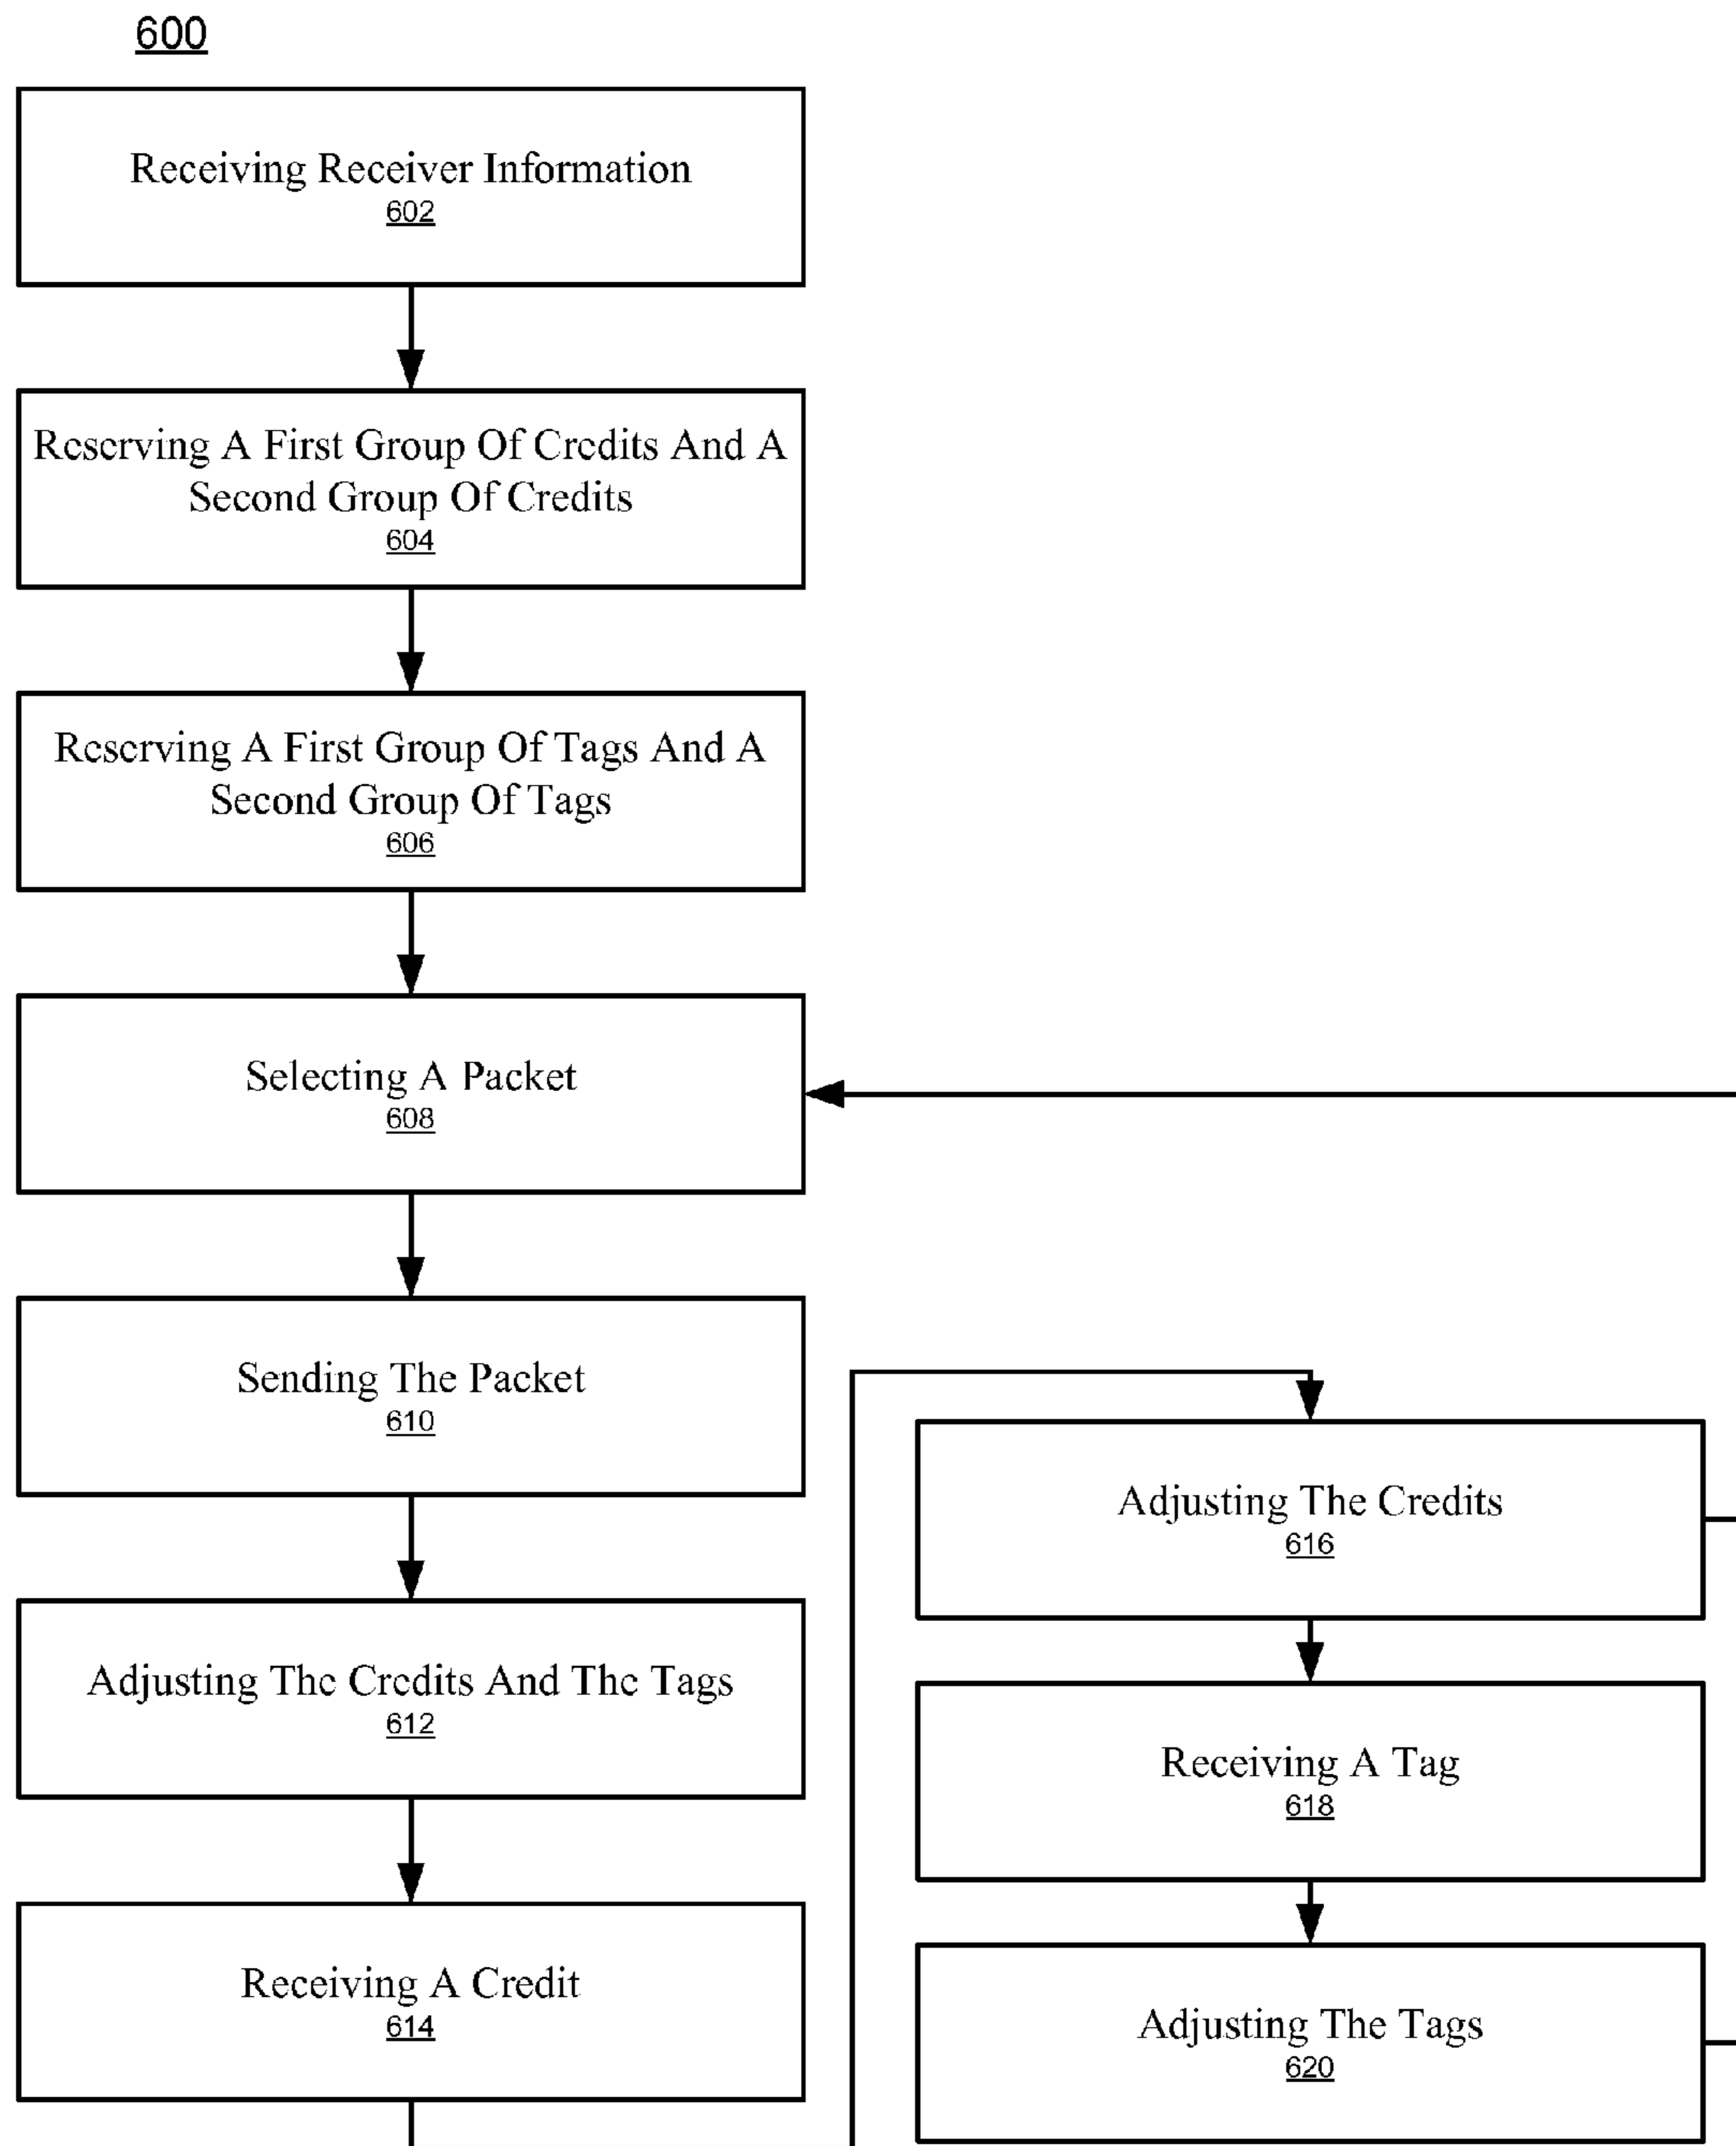 600
Receiving Receiver Information
602
Reserving A First Group Of Credits And A
Second Group Of Credits
604
Reserving A First Group Of Tags And A
Second Group Of Tags
606
Selecting A Packet
608
Sending The Packet
610
Adjusting The Credits And The Tags
612
Receiving A Credit
614
Adjusting The Credits
616
Receiving A Tag
618
Adjusting The Tags
620